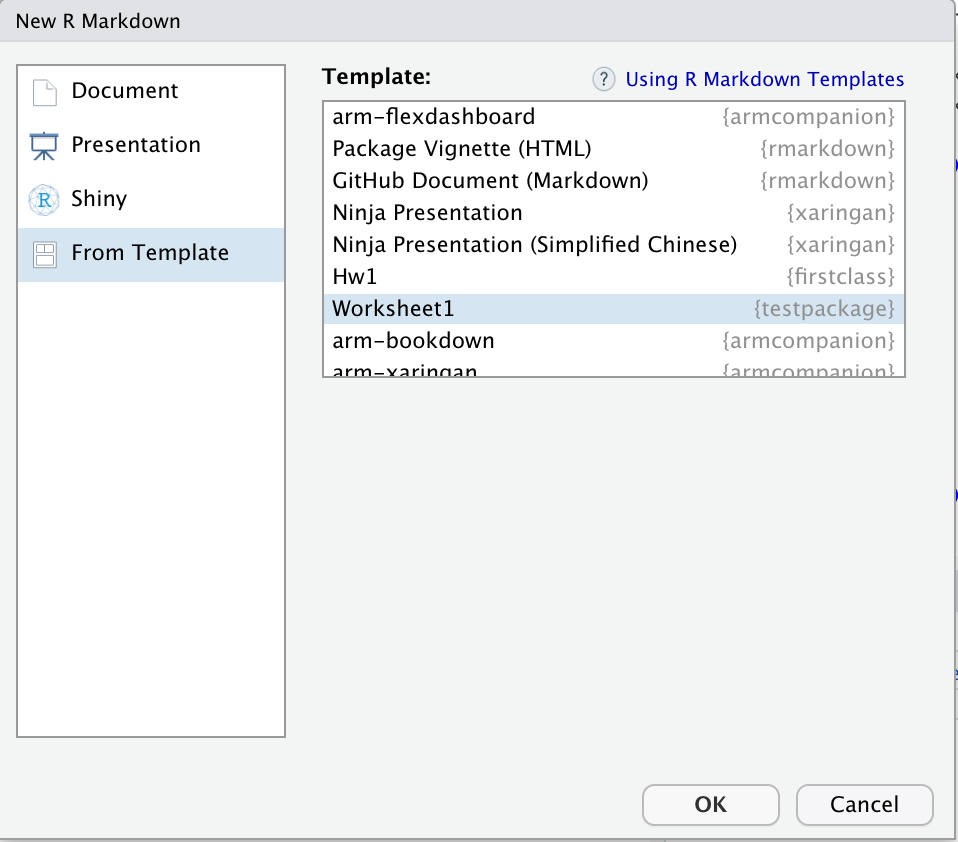 New R Markdown
Document
Presentation
Shiny
From Template
Template:
? Using R Markdown Templates
arm-flexdashboard {armcompanion}
Package Vignette (HTML) {rmarkdown}
GitHub Document (Markdown) {rmarkdown}
Ninja Presentation {xaringan}
Ninja Presentation (Simplified Chinese) {xaringan}
Hw1 {firstclass}
Worksheet1 {testpackage}
arm-bookdown {armcompanion}
arm-xaringan {armcompanion}
OK Cancel